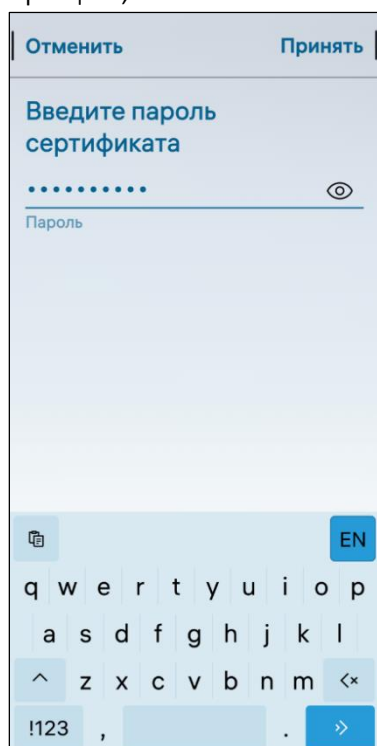 Отменить Принять
Введите пароль
сертификата
••••••••••
Пароль
EN
q w e r t y u i o p
a s d f g h j k l
z x c v b n m
!123 , .